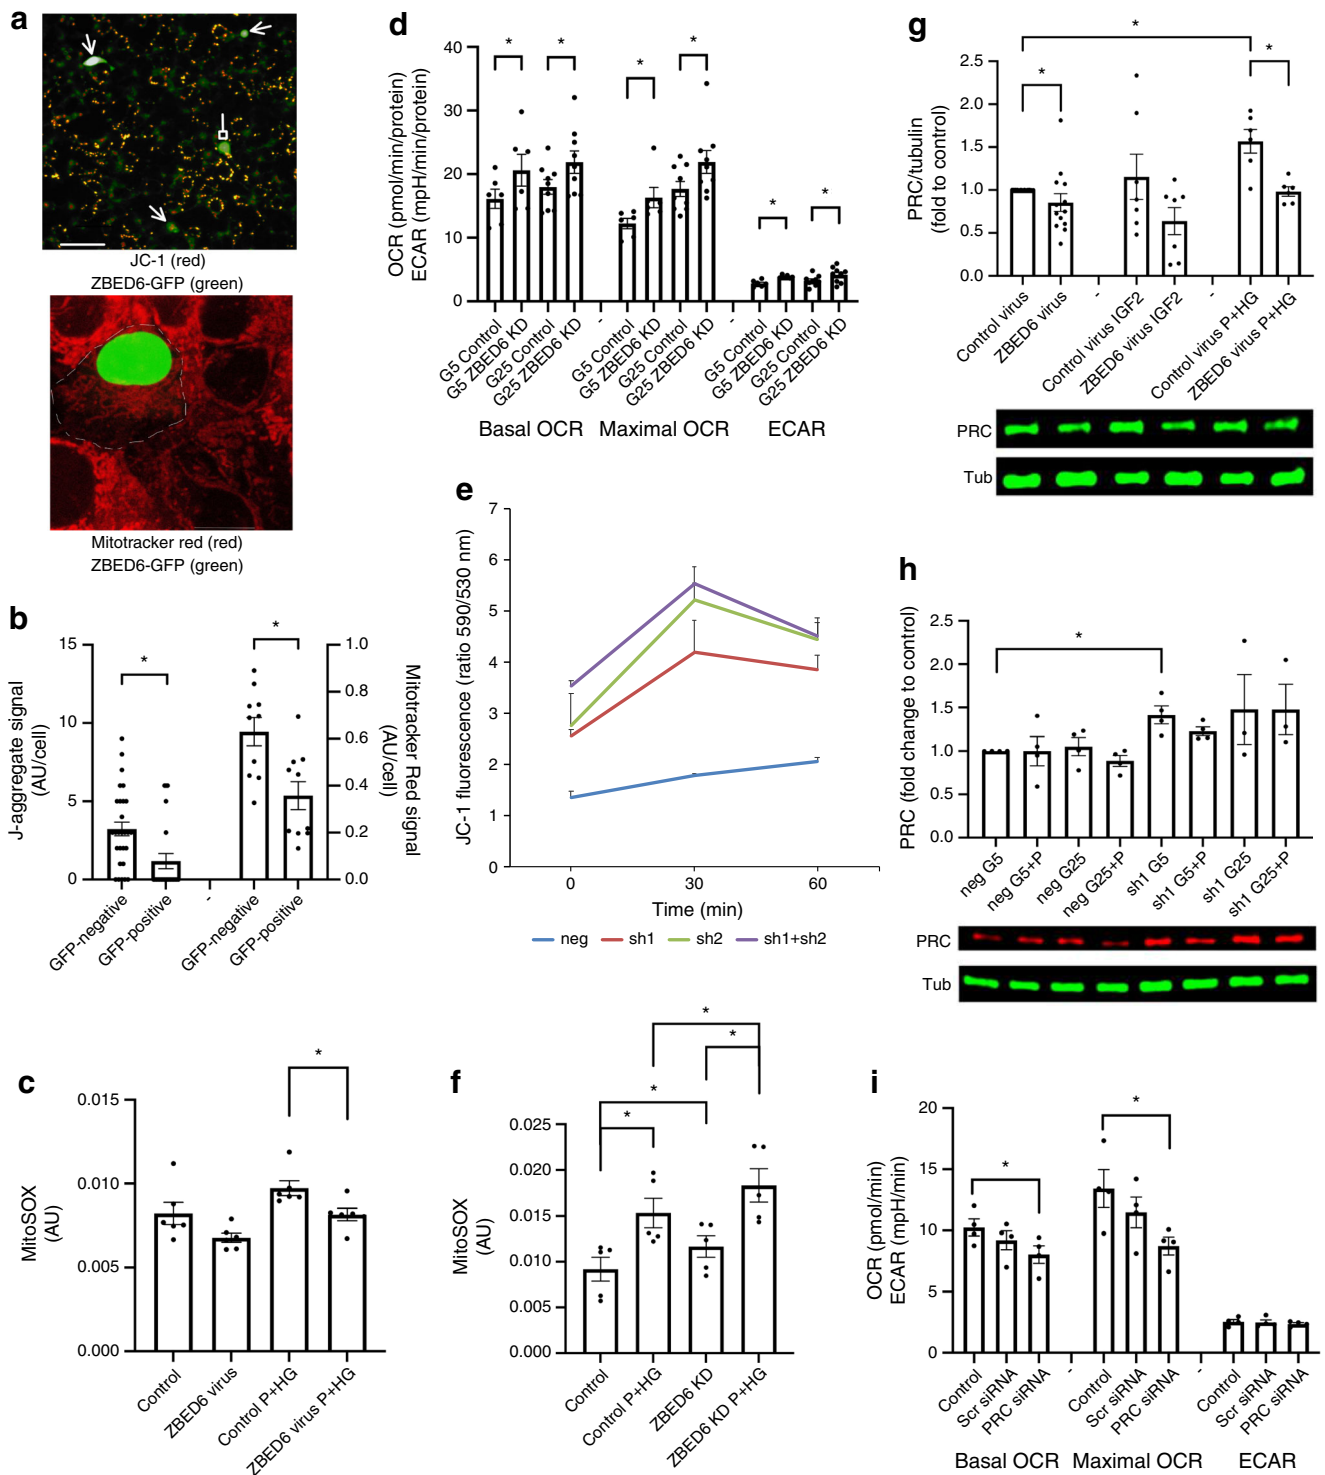 a
JC-1 (red)
ZBED6-GFP (green)
Mitotracker red (red)
ZBED6-GFP (green)
b
J-aggregate signal
(AU/cell)
15
10
5
0
*
*
1.0
0.8
0.6
0.4
0.2
0.0
Mitotracker Red signal
(AU/cell)
GFP-negative
GFP-positive
-
GFP-negative
GFP-positive
c
MitoSOX
(AU)
0.015
0.010
0.005
0.000
*
Control
ZBED6 virus
Control P+HG
ZBED6 virus P+HG
d
OCR (pmol/min/protein)
ECAR (mpH/min/protein)
40
30
20
10
0
*
*
*
*
*
*
G5 Control
G5 ZBED6 KD
G25 Control
G25 ZBED6 KD
-
G5 Control
G5 ZBED6 KD
G25 Control
G25 ZBED6 KD
-
G5 Control
G5 ZBED6 KD
G25 Control
G25 ZBED6 KD
Basal OCR
Maximal OCR
ECAR
e
JC-1 fluorescence (ratio 590/530 nm)
7
6
5
4
3
2
1
0
0
30
60
Time (min)
neg
sh1
sh2
sh1+sh2
f
MitoSOX
(AU)
0.025
0.020
0.015
0.010
0.005
0.000
*
*
*
*
Control
Control P+HG
ZBED6 KD
ZBED6 KD P+HG
g
PRC/tubulin
(fold to control)
2.5
2.0
1.5
1.0
0.5
0.0
*
*
*
Control virus
ZBED6 virus
-
Control virus IGF2
ZBED6 virus IGF2
-
Control virus P+HG
ZBED6 virus P+HG
PRC
Tub
h
PRC (fold change to control)
2.5
2.0
1.5
1.0
0.5
0.0
*
neg G5
neg G5+P
neg G25
neg G25+P
sh1 G5
sh1 G5+P
sh1 G25
sh1 G25+P
PRC
Tub
i
OCR (pmol/min)
ECAR (mpH/min)
20
15
10
5
0
*
*
Control
Scr siRNA
PRC siRNA
-
Control
Scr siRNA
PRC siRNA
-
Control
Scr siRNA
PRC siRNA
Basal OCR
Maximal OCR
ECAR